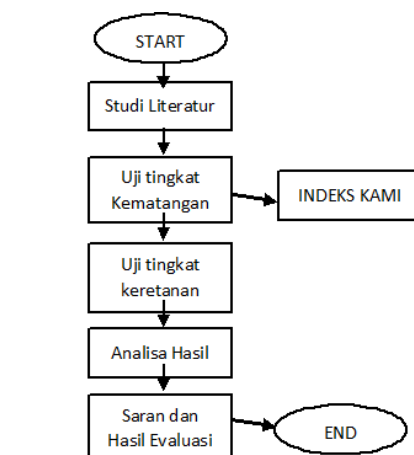 START
Studi Literatur
Uji tingkat
Kematangan
INDEKS KAMI
Uji tingkat
keretanan
Analisa Hasil
Saran dan
Hasil Evaluasi
END